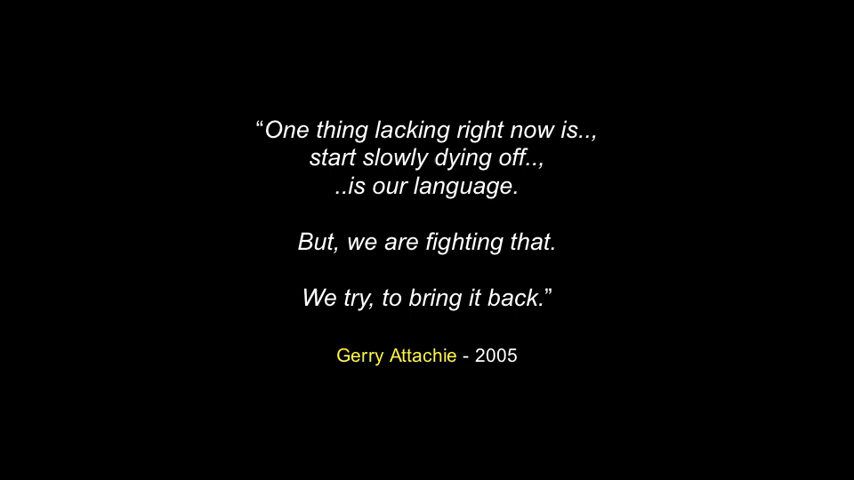 “One thing lacking right now is..,
start slowly dying off..,
..is our language.
But, we are fighting that.
We try, to bring it back.”
Gerry Attachie - 2005